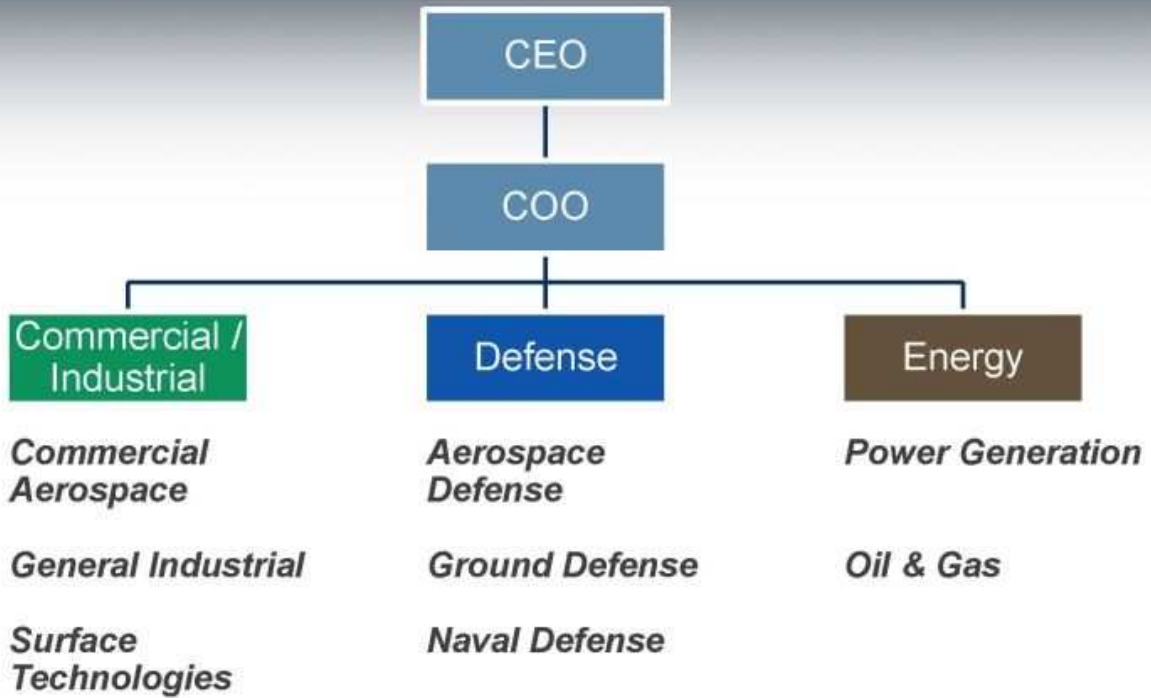 CEO
COO
Commercial /
Industrial
Defense
Energy
Commercial
Aerospace
General Industrial
Surface
Technologies
Aerospace
Defense
Ground Defense
Naval Defense
Power Generation
Oil & Gas